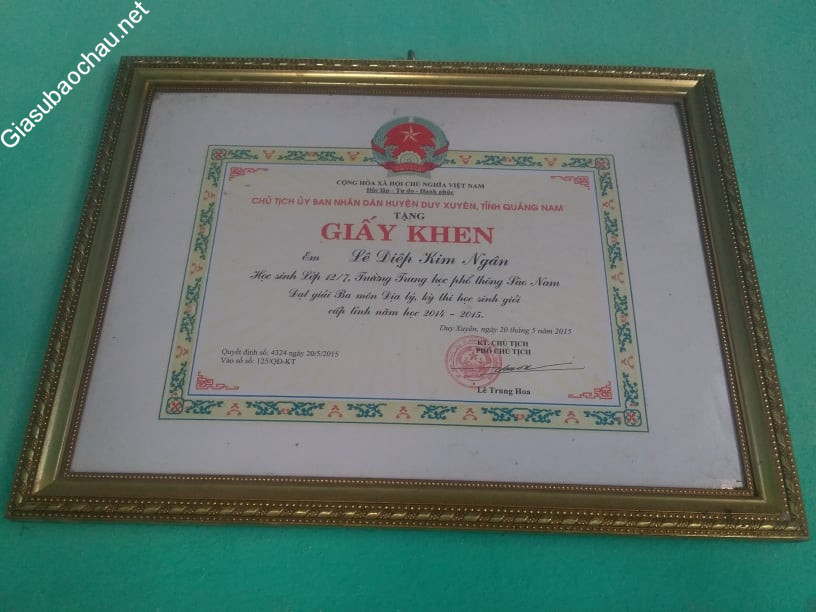 Giasubaochau.net
CỘNG HÒA XÃ HỘI CHỦ NGHĨA VIỆT NAM
Độc lập - Tự do - Hạnh phúc
CHỦ TỊCH ỦY BAN NHÂN DÂN HUYỆN DUY XUYÊN, TỈNH QUẢNG NAM
TẶNG
GIẤY KHEN
Em Lê Diệp Kim Ngân
Học sinh Lớp 12/7, Trường Trung học phổ thông Sào Nam
Đạt giải Ba môn Địa lý, kỳ thi học sinh giỏi
cấp tỉnh năm học 2014 - 2015.
Duy Xuyên, ngày 20 tháng 5 năm 2015
KT. CHỦ TỊCH
PHÓ CHỦ TỊCH
Quyết định số: 4324 ngày 20/5/2015
Vào sổ số: 125/QĐ-KT
Lê Trung Hoa